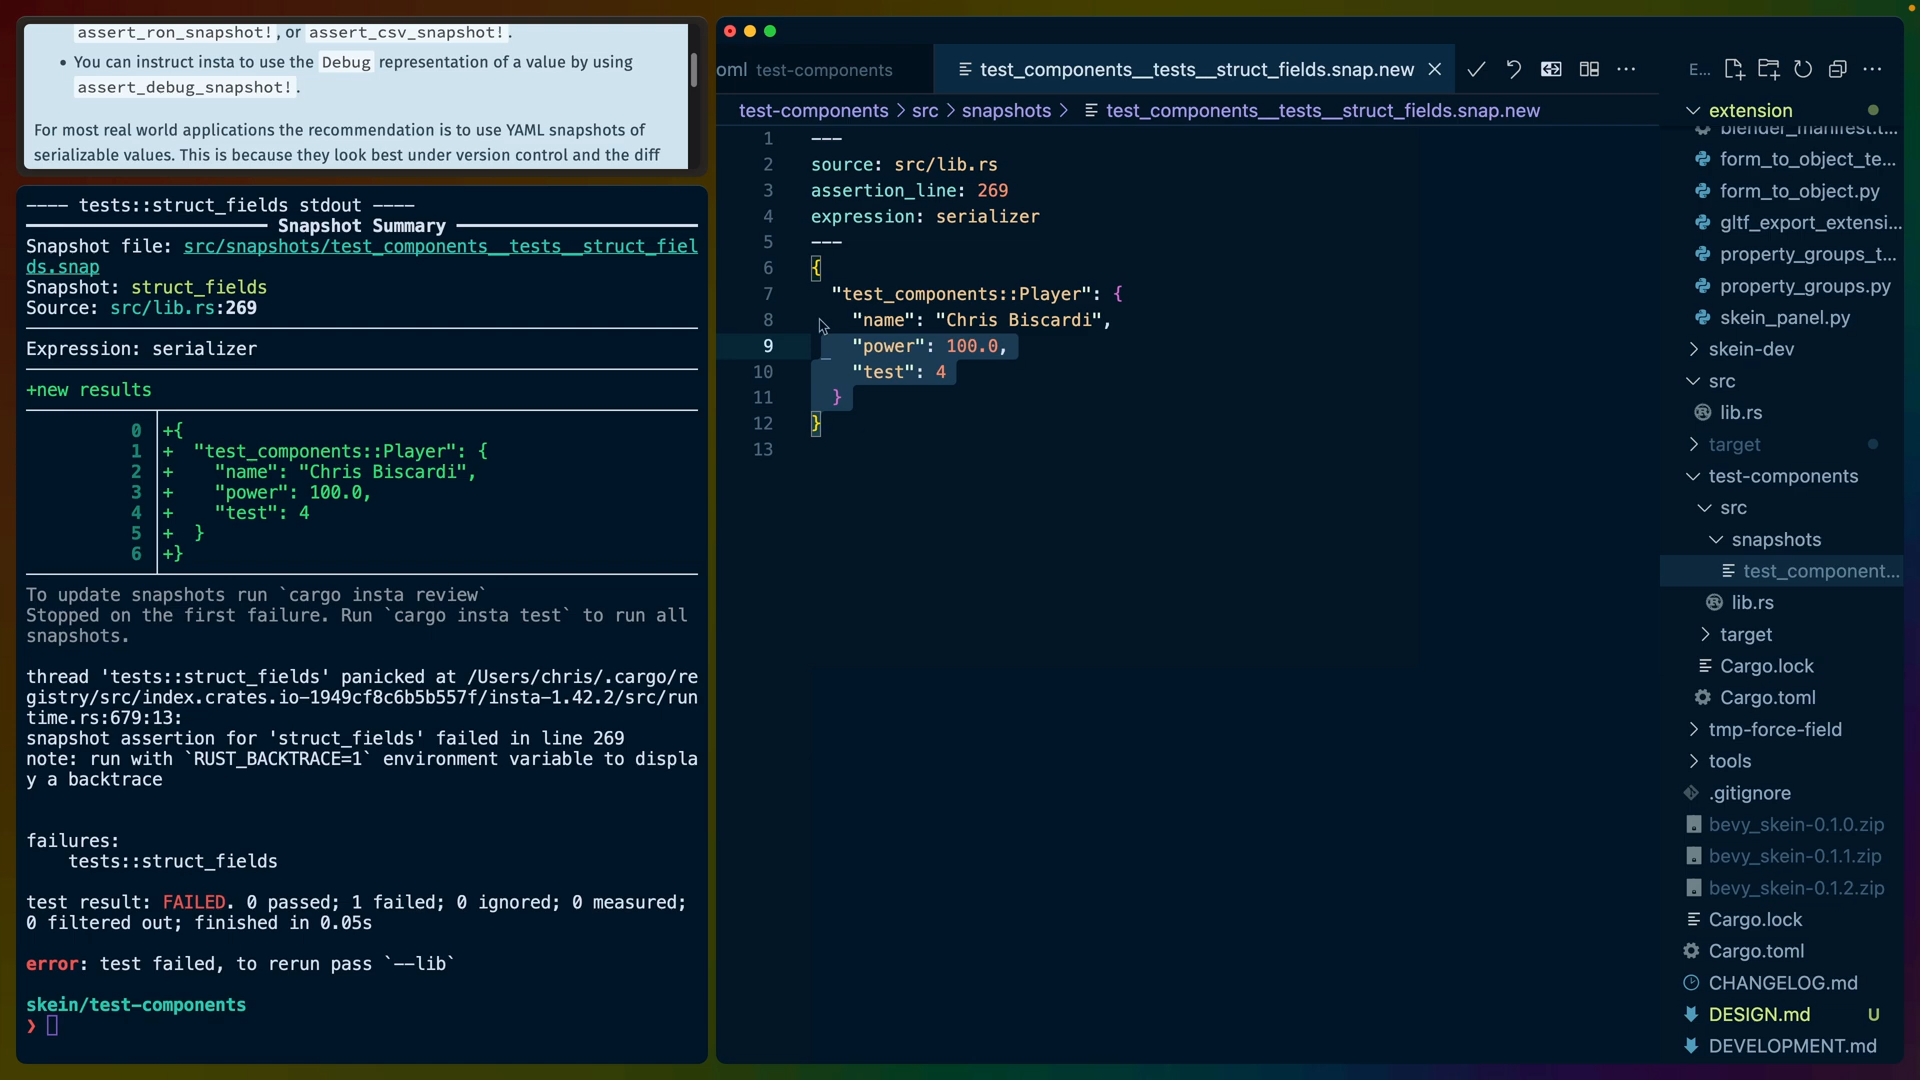 assert_ron_snapshot!, or assert_csv_snapshot!.
• You can instruct insta to use the Debug representation of a value by using
assert_debug_snapshot!.
For most real world applications the recommendation is to use YAML snapshots of
serializable values. This is because they look best under version control and the diff
---- tests::struct_fields stdout ----
Snapshot Summary
Snapshot file: src/snapshots/test_components__tests__struct_fiel
ds.snap
Snapshot: struct_fields
Source: src/lib.rs:269
Expression: serializer
+new results
0 +{
1 +  "test_components::Player": {
2 +    "name": "Chris Biscardi",
3 +    "power": 100.0,
4 +    "test": 4
5 +  }
6 +}
To update snapshots run `cargo insta review`
Stopped on the first failure. Run `cargo insta test` to run all
snapshots.
thread 'tests::struct_fields' panicked at /Users/chris/.cargo/re
gistry/src/index.crates.io-1949cf8c6b5b557f/insta-1.42.2/src/run
time.rs:679:13:
snapshot assertion for 'struct_fields' failed in line 269
note: run with `RUST_BACKTRACE=1` environment variable to displa
y a backtrace
failures:
    tests::struct_fields
test result: FAILED. 0 passed; 1 failed; 0 ignored; 0 measured;
0 filtered out; finished in 0.05s
error: test failed, to rerun pass `--lib`
skein/test-components
❯
oml test-components
test_components__tests__struct_fields.snap.new
test-components > src > snapshots > test_components__tests__struct_fields.snap.new
1 ---
2 source: src/lib.rs
3 assertion_line: 269
4 expression: serializer
5 ---
6 {
7   "test_components::Player": {
8     "name": "Chris Biscardi",
9     "power": 100.0,
10     "test": 4
11   }
12 }
13
E...
extension
blender_manifest.t...
form_to_object_te...
form_to_object.py
gltf_export_extensi...
property_groups_t...
property_groups.py
skein_panel.py
skein-dev
src
lib.rs
target
test-components
src
snapshots
test_component...
lib.rs
target
Cargo.lock
Cargo.toml
tmp-force-field
tools
.gitignore
bevy_skein-0.1.0.zip
bevy_skein-0.1.1.zip
bevy_skein-0.1.2.zip
Cargo.lock
Cargo.toml
CHANGELOG.md
DESIGN.md U
DEVELOPMENT.md